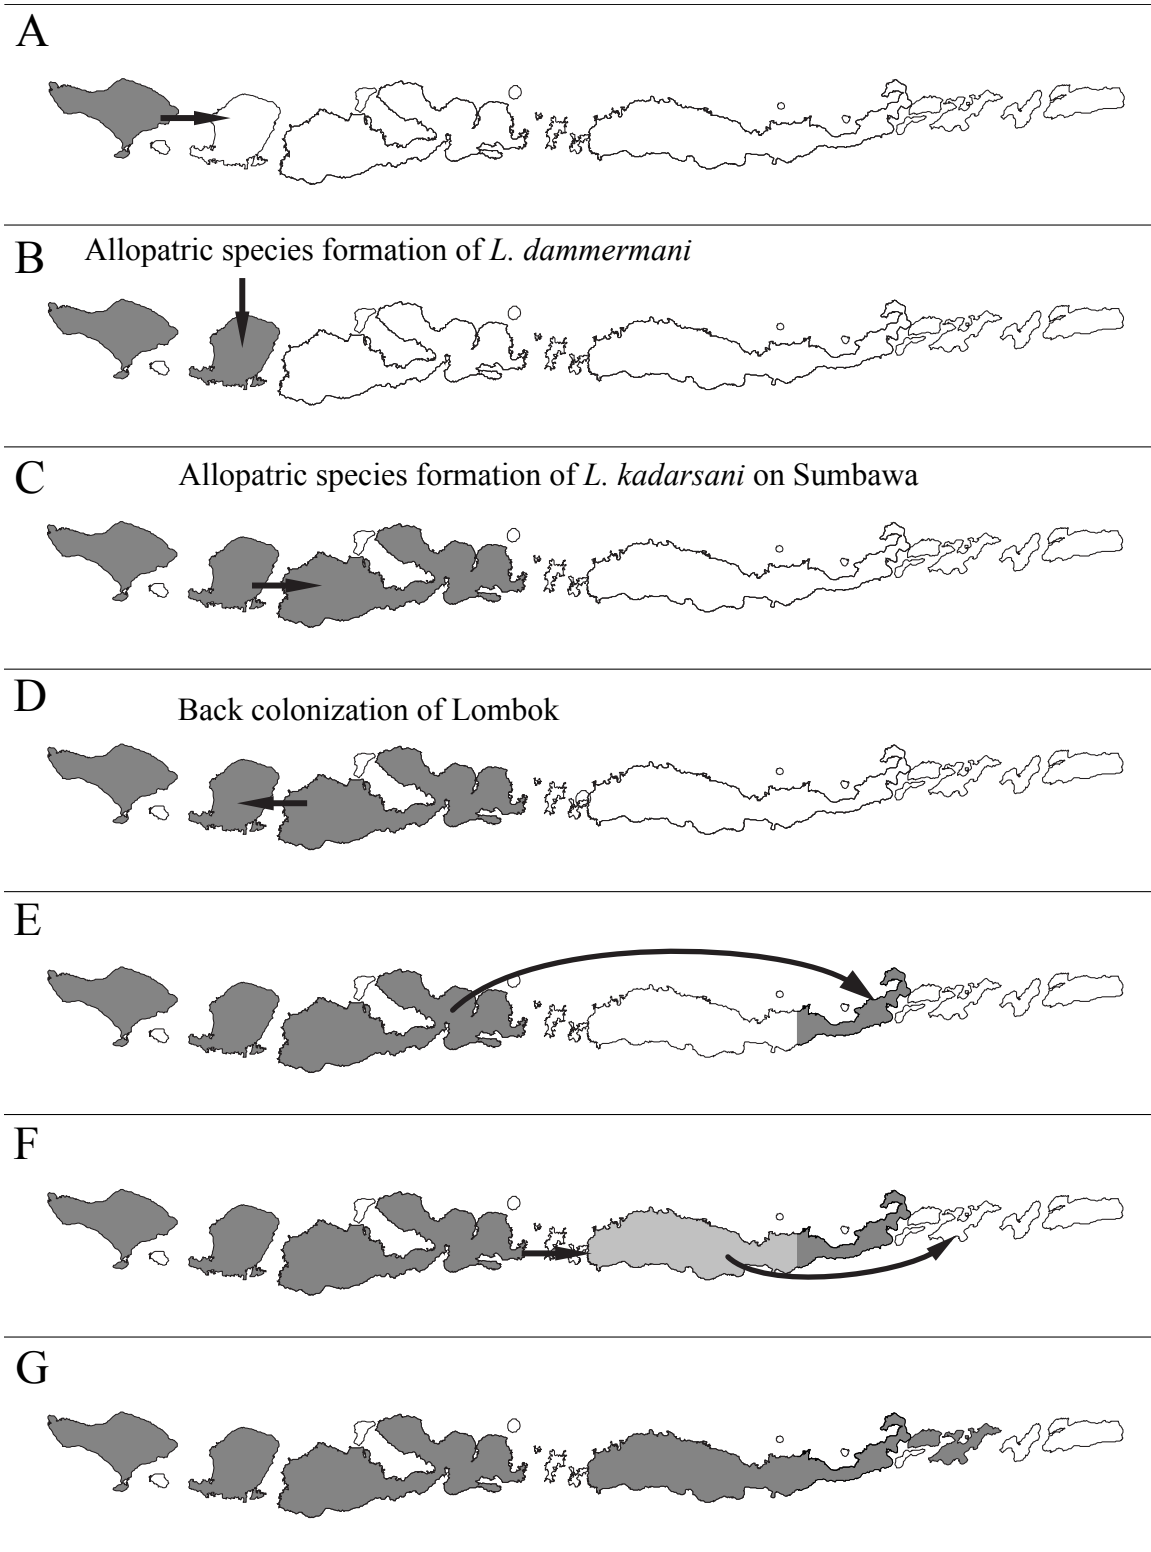 A
B
Allopatric species formation of L. dammermani
C
Allopatric species formation of L. kadarsani on Sumbawa
D
Back colonization of Lombok
E
F
G